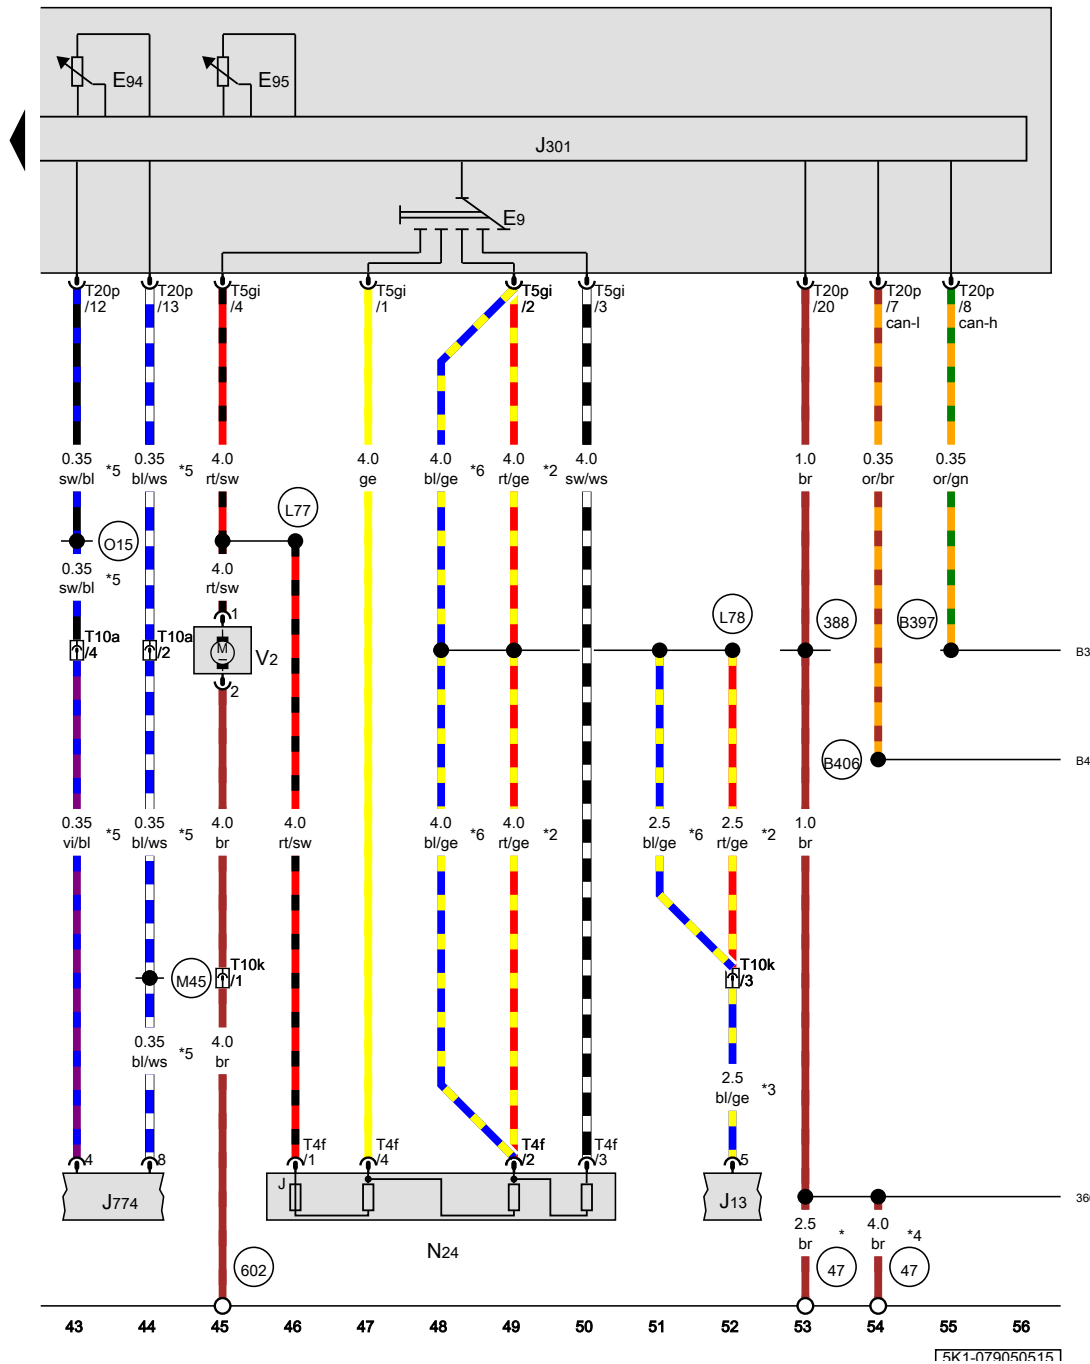 E94
E95
J301
E9
T20p
/12
T20p
/13
T5gi
/4
T5gi
/1
T5gi
/2
T5gi
/3
T20p
/20
T20p
/7
can-l
T20p
/8
can-h
0.35
sw/bl
*5
0.35
bl/ws
*5
4.0
rt/sw
4.0
ge
4.0
bl/ge
*6
4.0
rt/ge
*2
4.0
sw/ws
1.0
br
0.35
or/br
0.35
or/gn
L77
O15
0.35
sw/bl
*5
4.0
rt/sw
L78
388
B397
1
T10a
/4
T10a
/2
M
V2
2
B3
B406
B4
0.35
vi/bl
*5
0.35
bl/ws
*5
4.0
br
4.0
rt/sw
4.0
bl/ge
*6
4.0
rt/ge
*2
2.5
bl/ge
*6
2.5
rt/ge
*2
1.0
br
M45
T10k
/1
T10k
/3
0.35
bl/ws
*5
4.0
br
2.5
bl/ge
*3
4
8
T4f
/1
T4f
/4
T4f
/2
T4f
/3
5
J774
J
J13
36
N24
2.5
br
*
4.0
br
*4
602
47
47
43 44 45 46 47 48 49 50 51 52 53 54 55 56
5K1-079050515